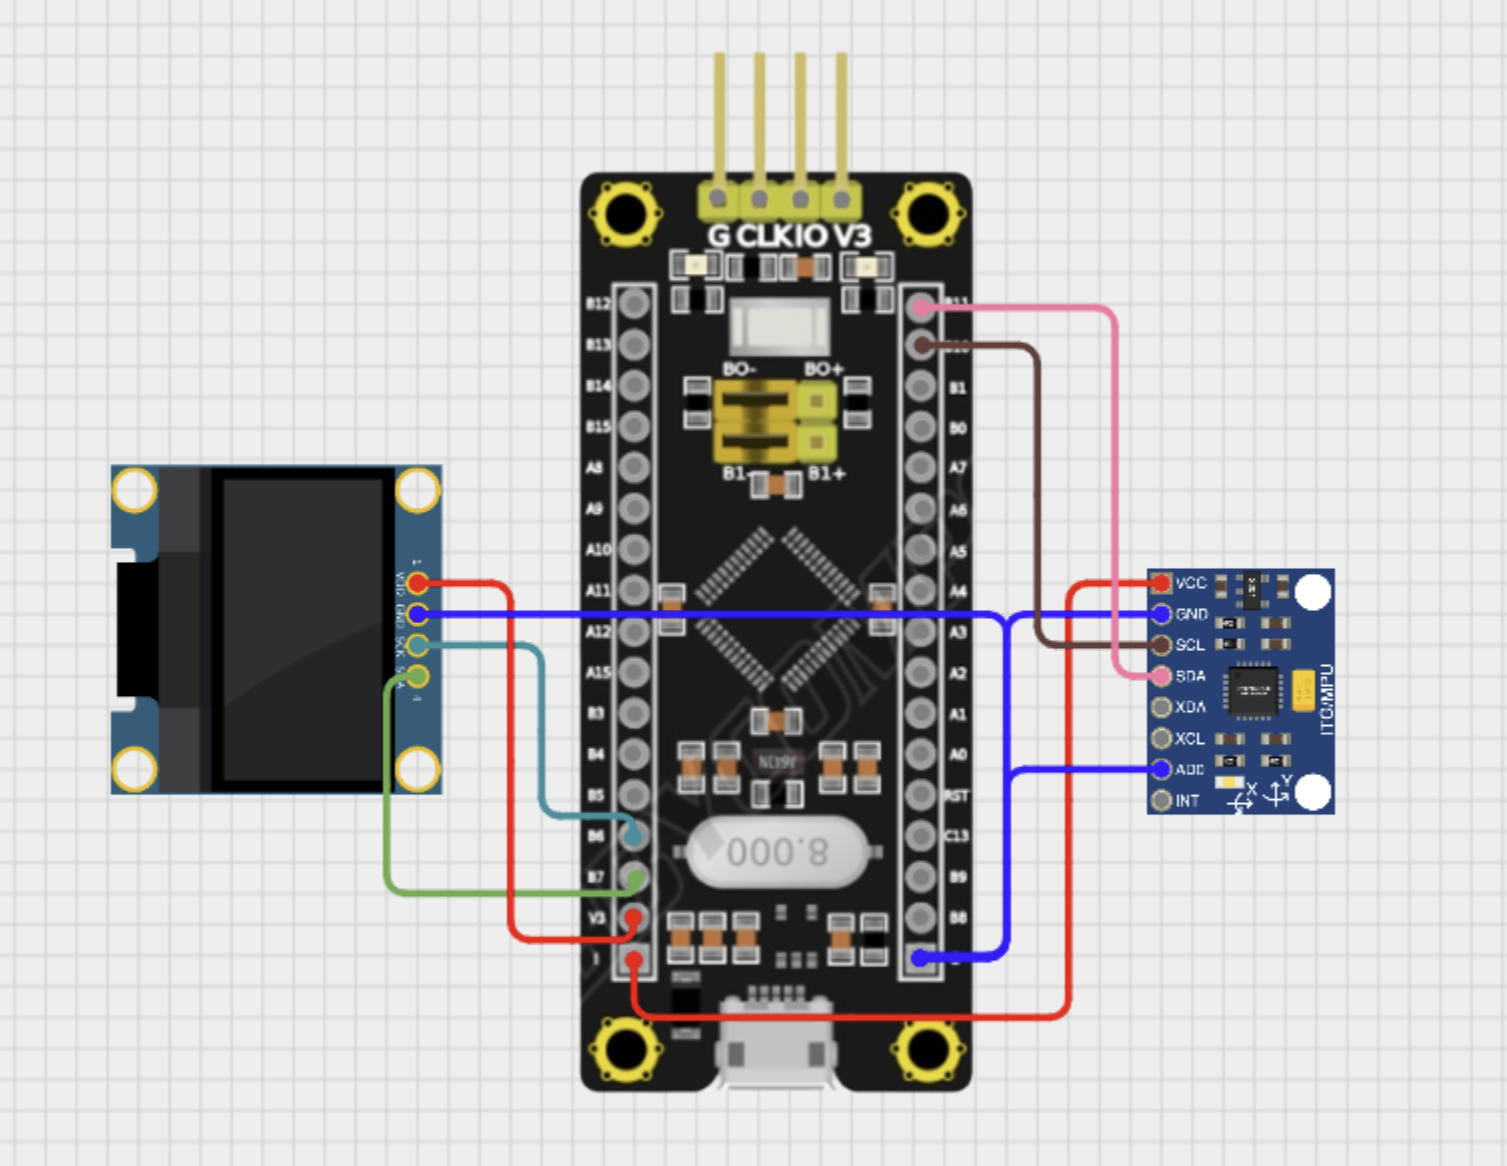 G CLK IO V3
B12
B13
B14
B15
A8
A9
A10
A11
A12
A15
B3
B4
B5
B6
B7
V3
BO- BO+
B1- B1+
8.000
B11
B1
B0
A7
A6
A5
A4
A3
A2
A1
A0
RST
C13
B9
B8
1
VDD
GND
SCK
SDA
4
VCC
GND
SCL
SDA
XDA
XCL
ADD
INT
ITG/MPU
X
Y